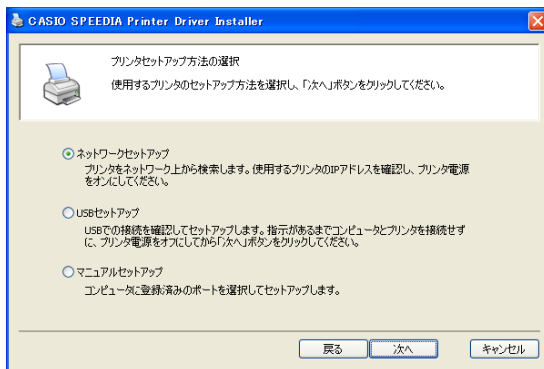 CASIO SPEEDIA Printer Driver Installer
プリンタセットアップ方法の選択
使用するプリンタのセットアップ方法を選択し、「次へ」ボタンをクリックしてください。
ネットワークセットアップ
プリンタをネットワーク上から検索します。使用するプリンタのIPアドレスを確認し、プリンタ電源
をオンにしてください。
USBセットアップ
USBでの接続を確認してセットアップします。指示があるまでコンピュータとプリンタを接続せず
に、プリンタ電源をオフにしてから「次へ」ボタンをクリックしてください。
マニュアルセットアップ
コンピュータに登録済みのポートを選択してセットアップします。
戻る 次へ キャンセル